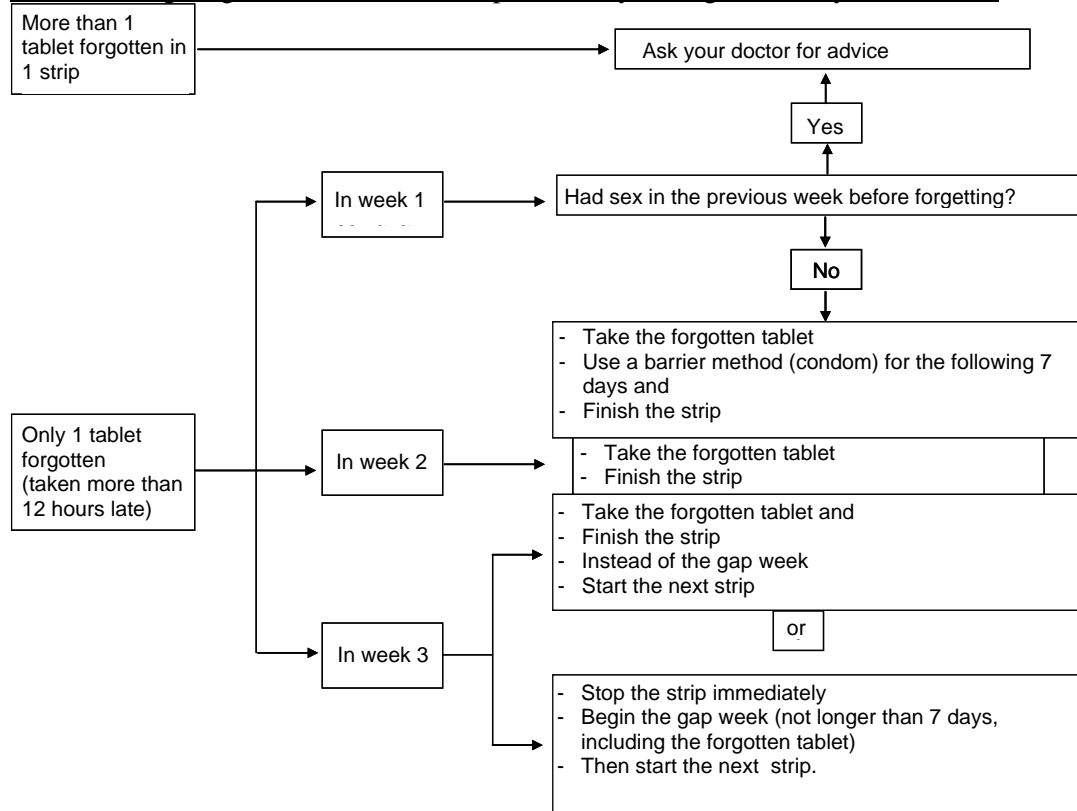 More than 1
tablet forgotten in
1 strip
Ask your doctor for advice
Yes
In week 1
Had sex in the previous week before forgetting?
No
- Take the forgotten tablet
- Use a barrier method (condom) for the following 7
days and
- Finish the strip
Only 1 tablet
forgotten
(taken more than
12 hours late)
In week 2
- Take the forgotten tablet
- Finish the strip
- Take the forgotten tablet and
- Finish the strip
- Instead of the gap week
- Start the next strip
or
In week 3
- Stop the strip immediately
- Begin the gap week (not longer than 7 days,
including the forgotten tablet)
- Then start the next strip.